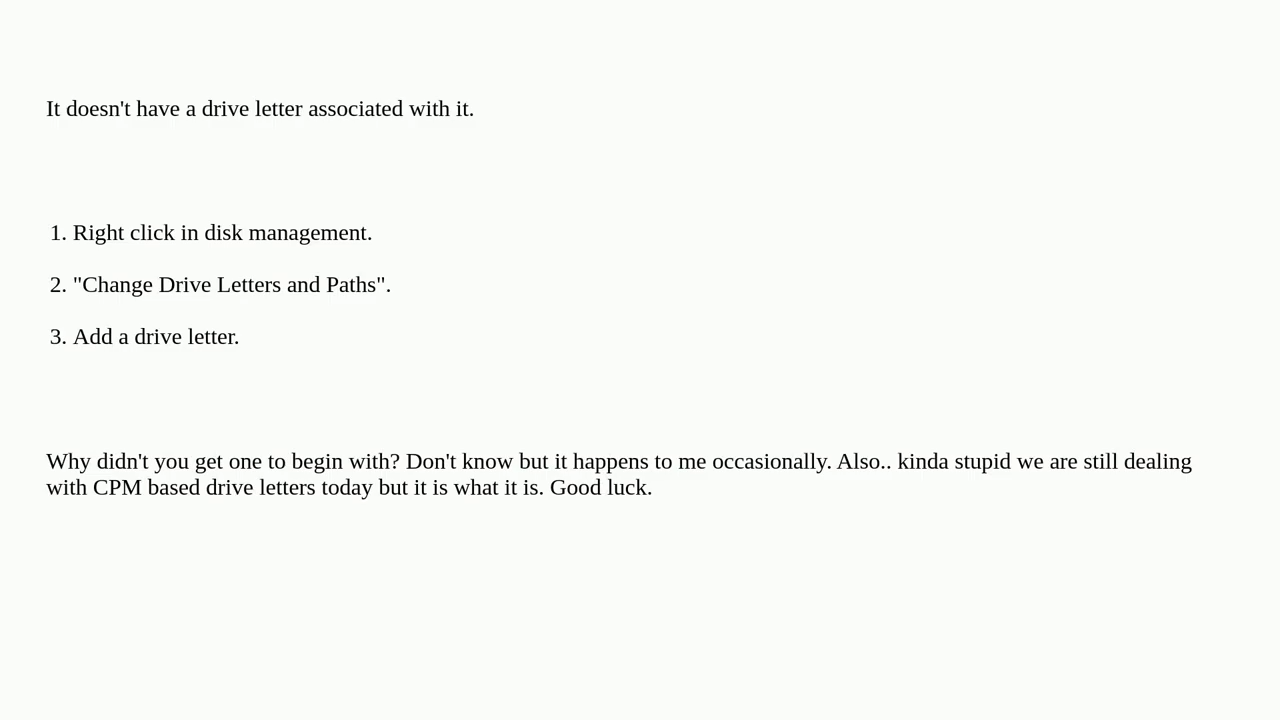 It doesn't have a drive letter associated with it.
1. Right click in disk management.
2. "Change Drive Letters and Paths".
3. Add a drive letter.
Why didn't you get one to begin with? Don't know but it happens to me occasionally. Also.. kinda stupid we are still dealing
with CPM based drive letters today but it is what it is. Good luck.